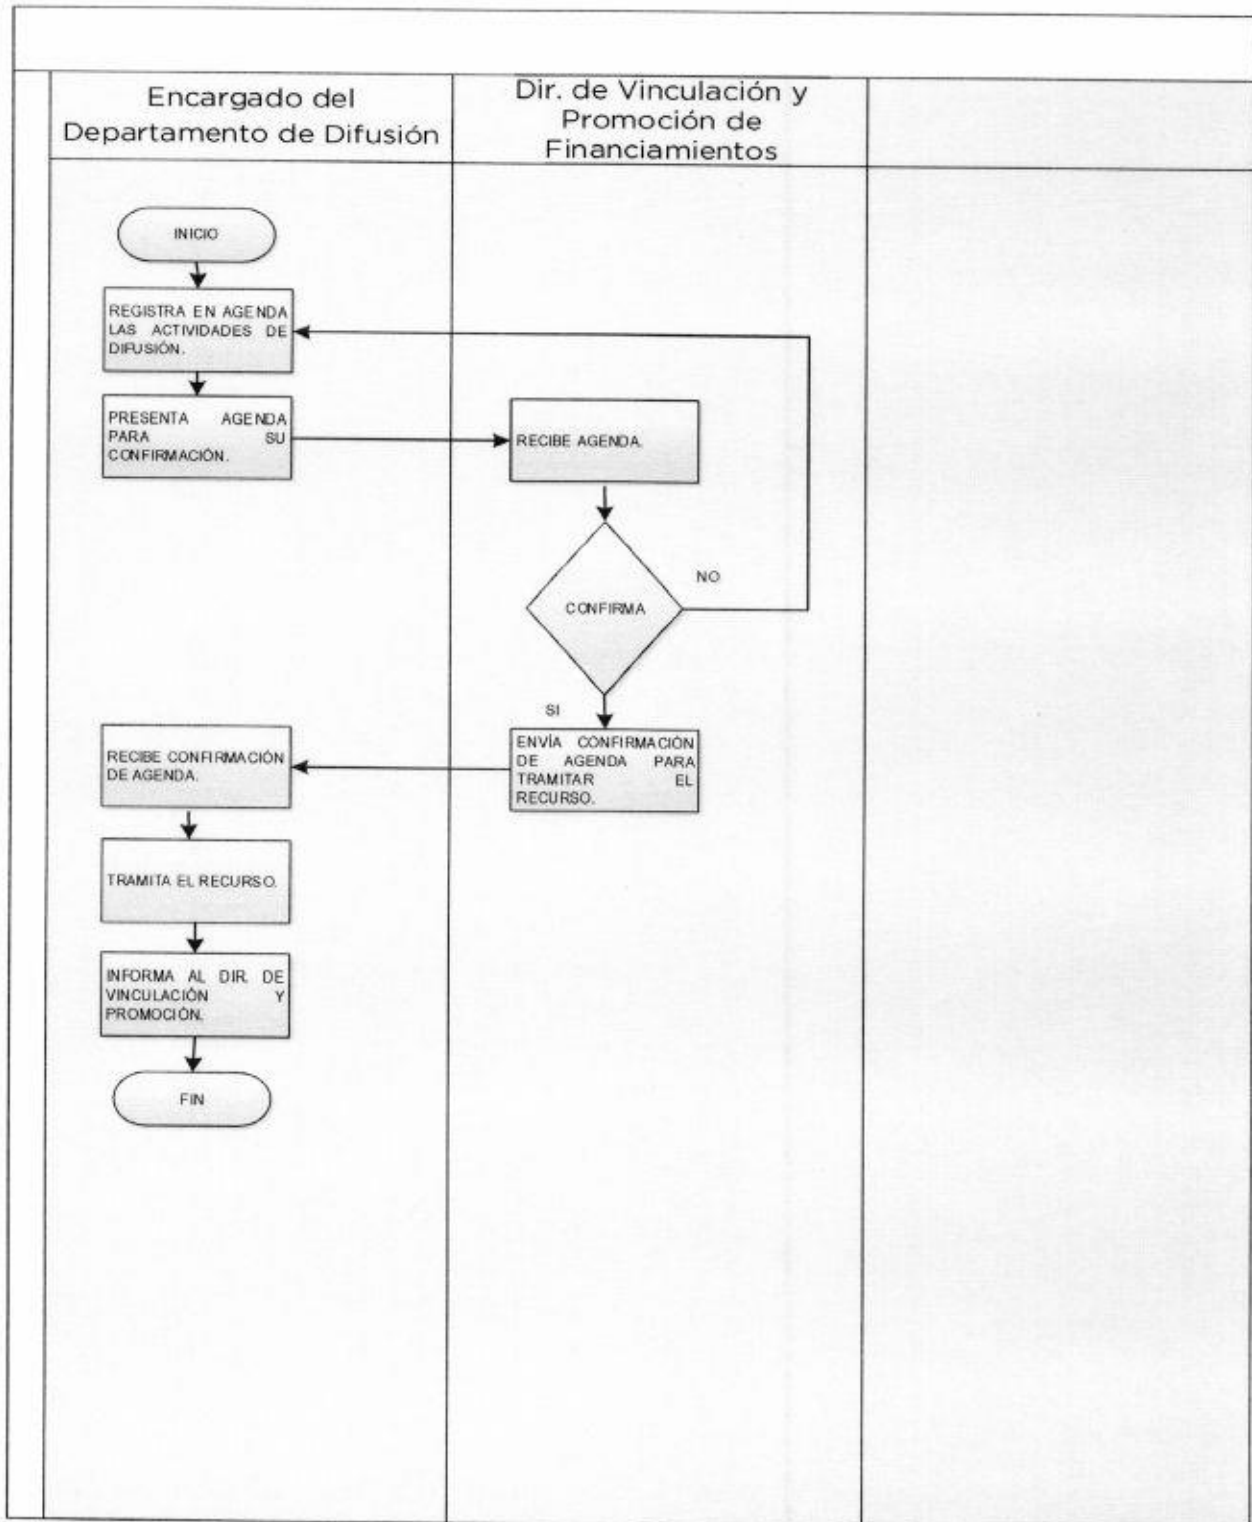 Encargado del
Departamento de Difusión
Dir. de Vinculación y
Promoción de
Financiamientos
INICIO
REGISTRA EN AGENDA
LAS ACTIVIDADES DE
DIFUSIÓN.
PRESENTA AGENDA
PARA SU
CONFIRMACIÓN.
RECIBE AGENDA.
CONFIRMA
NO
SI
ENVÍA CONFIRMACIÓN
DE AGENDA PARA
TRAMITAR EL
RECURSO.
RECIBE CONFIRMACIÓN
DE AGENDA.
TRAMITA EL RECURSO.
INFORMA AL DIR. DE
VINCULACIÓN Y
PROMOCIÓN.
FIN